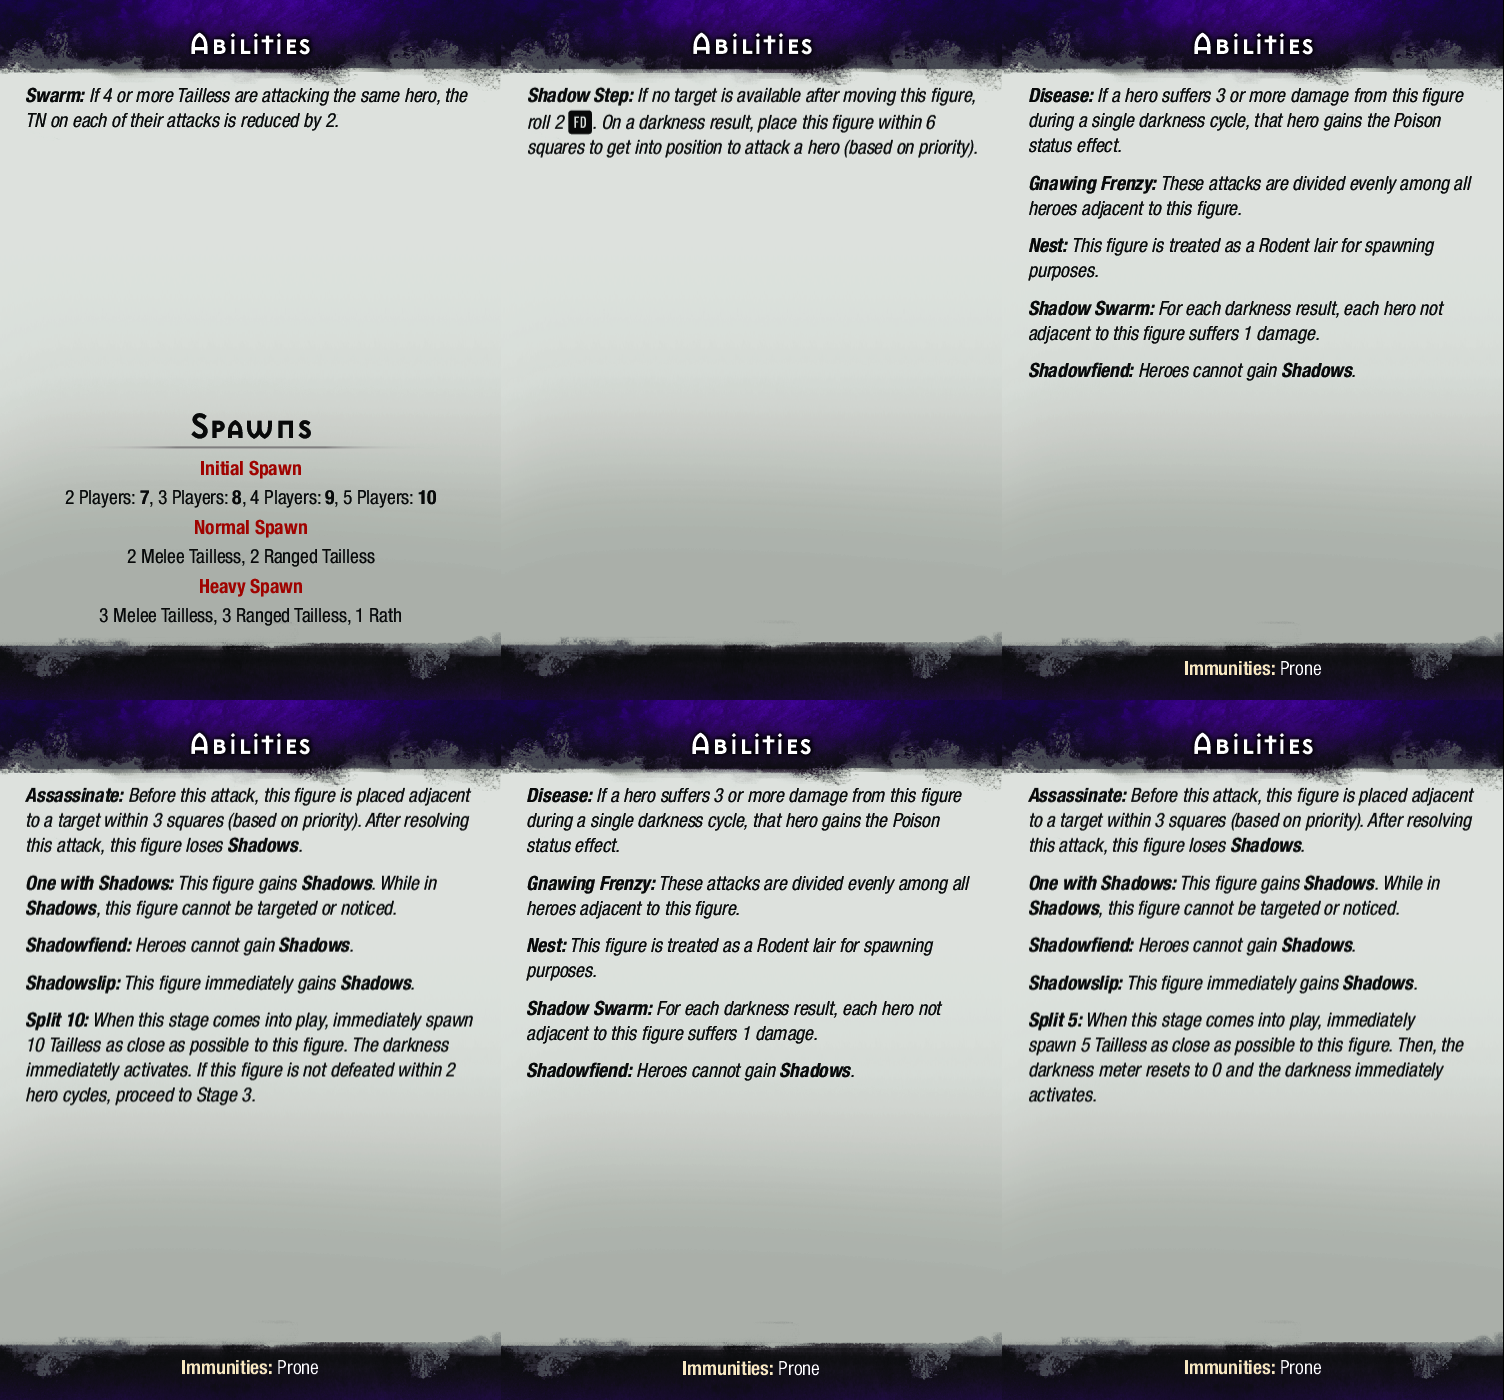 Abilities
Swarm: If 4 or more Tailless are attacking the same hero, the
TN on each of their attacks is reduced by 2.
Spawns
Initial Spawn
2 Players: 7, 3 Players: 8, 4 Players: 9, 5 Players: 10
Normal Spawn
2 Melee Tailless, 2 Ranged Tailless
Heavy Spawn
3 Melee Tailless, 3 Ranged Tailless, 1 Rath
Abilities
Shadow Step: If no target is available after moving this figure,
roll 2 FD. On a darkness result, place this figure within 6
squares to get into position to attack a hero (based on priority).
Abilities
Disease: If a hero suffers 3 or more damage from this figure
during a single darkness cycle, that hero gains the Poison
status effect.
Gnawing Frenzy: These attacks are divided evenly among all
heroes adjacent to this figure.
Nest: This figure is treated as a Rodent lair for spawning
purposes.
Shadow Swarm: For each darkness result, each hero not
adjacent to this figure suffers 1 damage.
Shadowfiend: Heroes cannot gain Shadows.
Immunities: Prone
Abilities
Assassinate: Before this attack, this figure is placed adjacent
to a target within 3 squares (based on priority). After resolving
this attack, this figure loses Shadows.
One with Shadows: This figure gains Shadows. While in
Shadows, this figure cannot be targeted or noticed.
Shadowfiend: Heroes cannot gain Shadows.
Shadowslip: This figure immediately gains Shadows.
Split 10: When this stage comes into play, immediately spawn
10 Tailless as close as possible to this figure. The darkness
immediatetly activates. If this figure is not defeated within 2
hero cycles, proceed to Stage 3.
Immunities: Prone
Abilities
Disease: If a hero suffers 3 or more damage from this figure
during a single darkness cycle, that hero gains the Poison
status effect.
Gnawing Frenzy: These attacks are divided evenly among all
heroes adjacent to this figure.
Nest: This figure is treated as a Rodent lair for spawning
purposes.
Shadow Swarm: For each darkness result, each hero not
adjacent to this figure suffers 1 damage.
Shadowfiend: Heroes cannot gain Shadows.
Immunities: Prone
Abilities
Assassinate: Before this attack, this figure is placed adjacent
to a target within 3 squares (based on priority). After resolving
this attack, this figure loses Shadows.
One with Shadows: This figure gains Shadows. While in
Shadows, this figure cannot be targeted or noticed.
Shadowfiend: Heroes cannot gain Shadows.
Shadowslip: This figure immediately gains Shadows.
Split 5: When this stage comes into play, immediately
spawn 5 Tailless as close as possible to this figure. Then, the
darkness meter resets to 0 and the darkness immediately
activates.
Immunities: Prone